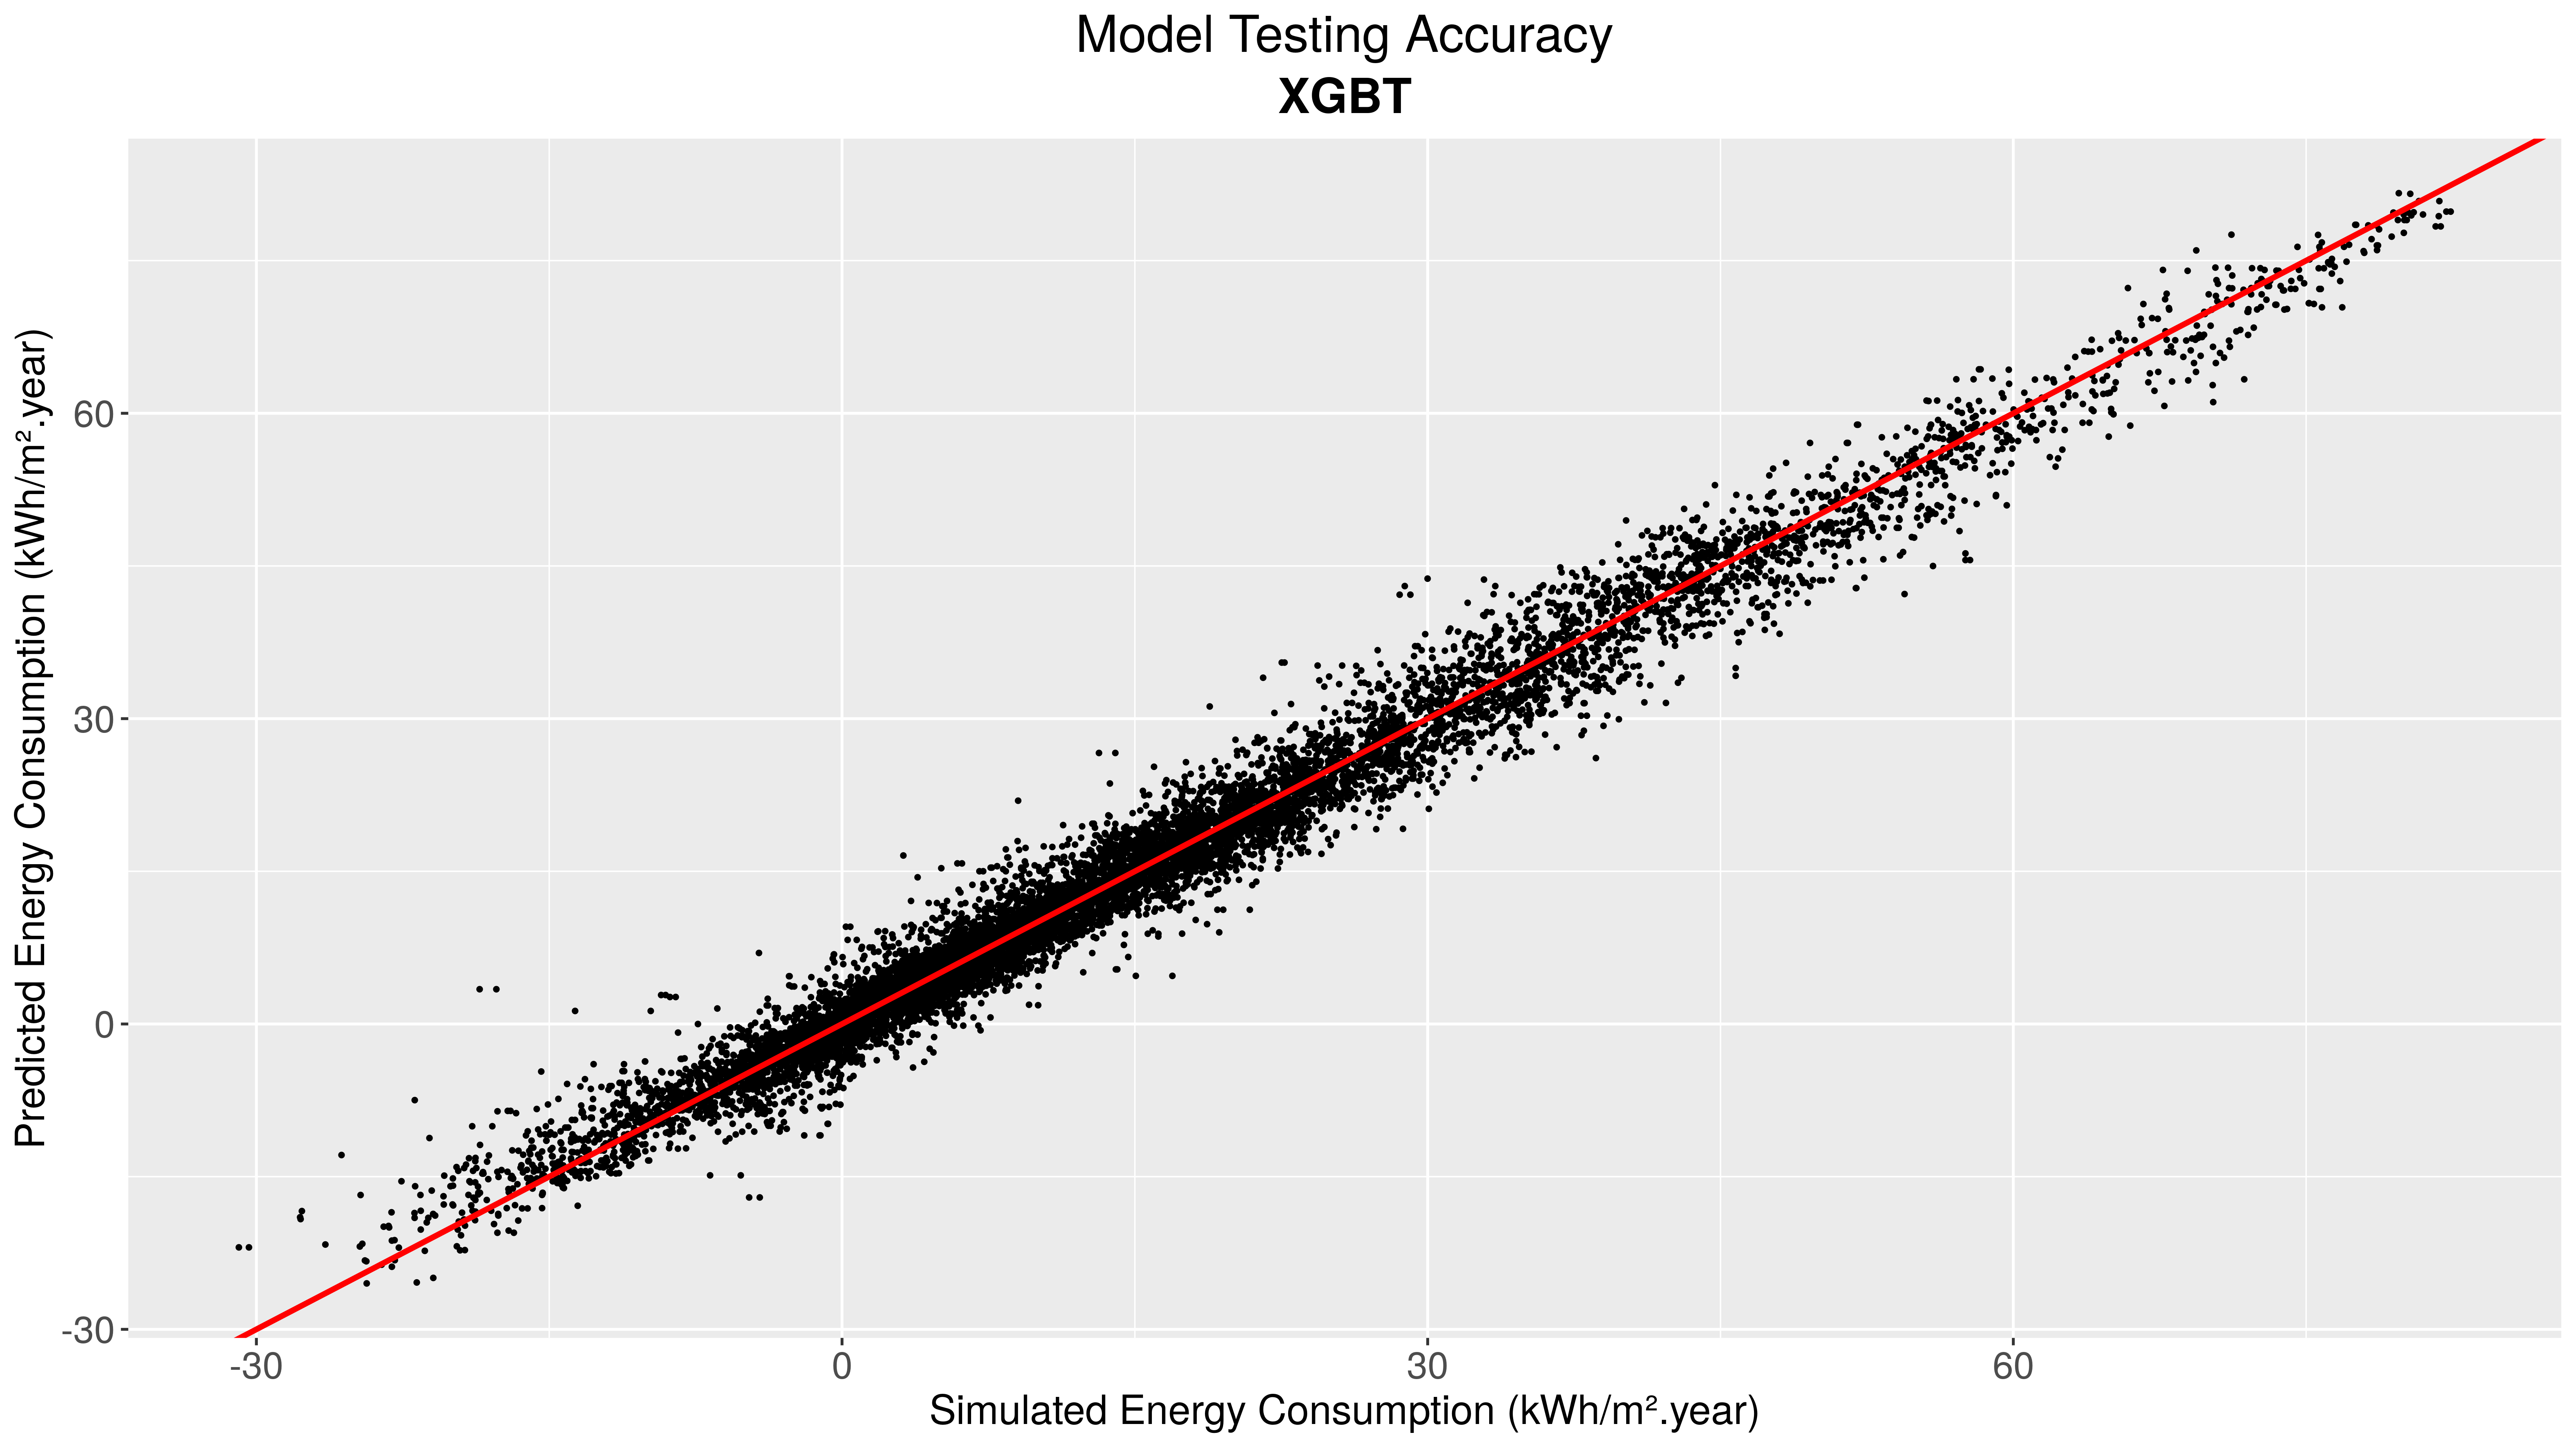 Model Testing Accuracy
XGBT
Predicted Energy Consumption (kWh/m².year)
60
30
0
-30
-30
0
30
60
Simulated Energy Consumption (kWh/m².year)